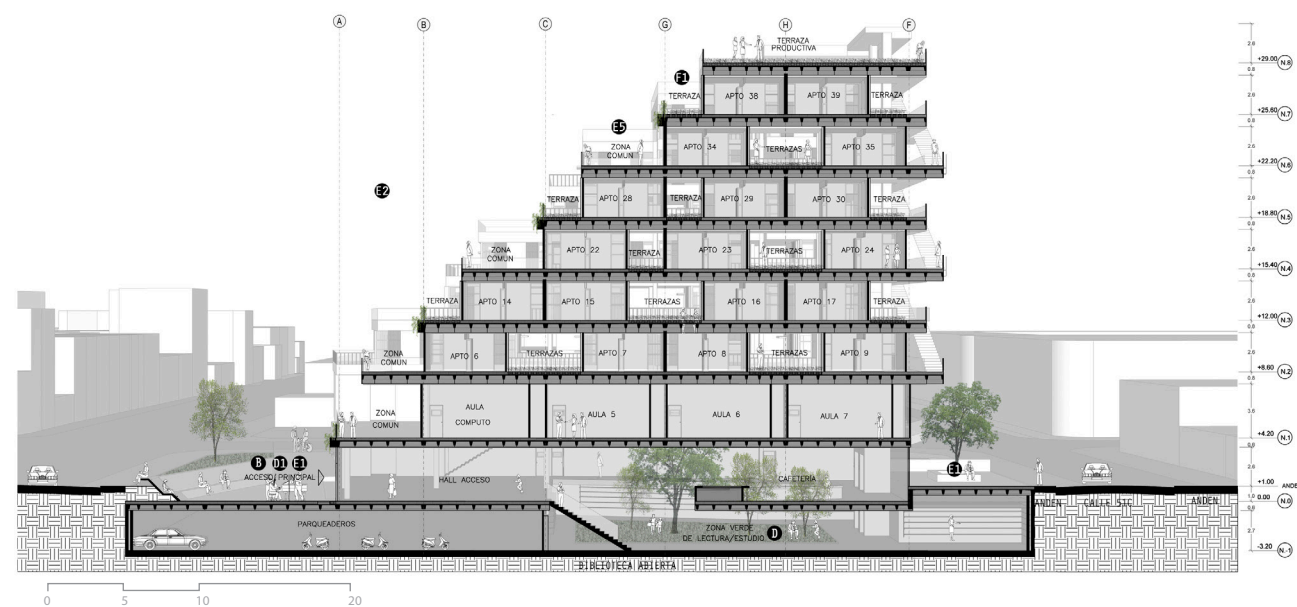 A B C G H F
TERRAZA
PRODUCTIVA
+29.00 N.8
E1
TERRAZA APTO 38 APTO 39 TERRAZA
+25.60 N.7
E5
ZONA
COMUN
APTO 34 TERRAZAS APTO 35
+22.20 N.6
E2
TERRAZA APTO 28 TERRAZA APTO 29 APTO 30 TERRAZA
+18.80 N.5
ZONA
COMUN
APTO 22 TERRAZA APTO 23 TERRAZAS APTO 24
+15.40 N.4
TERRAZA APTO 14 APTO 15 TERRAZAS APTO 16 APTO 17 TERRAZA
+12.00 N.3
ZONA
COMUN
APTO 6 TERRAZAS APTO 7 APTO 8 TERRAZAS APTO 9
+8.60 N.2
ZONA
COMUN
AULA
COMPUTO
AULA 5 AULA 6 AULA 7
+4.20 N.1
B D1 E1
ACCESO PRINCIPAL
HALL ACCESO
CAFETERIA
E1
+1.00 ANDE
0.00 N.0
ANDEN CALLE 51C ANDEN
PARQUEADEROS
ZONA VERDE
DE LECTURA/ESTUDIO
D
-3.20 N.-1
BIBLIOTECA ABIERTA
0 5 10 20